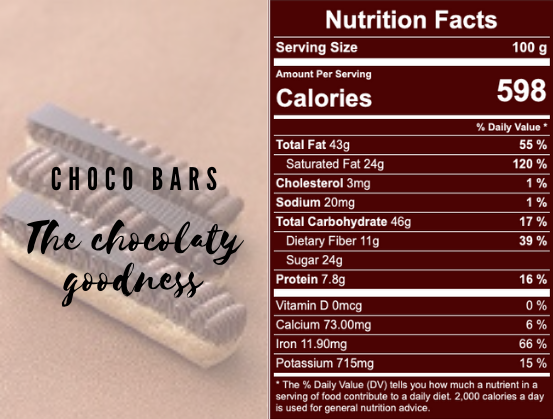 CHOCO BARS
The chocolaty
goodness
Nutrition Facts
Serving Size 100 g
Amount Per Serving
Calories 598
% Daily Value *
Total Fat 43g 55 %
Saturated Fat 24g 120 %
Cholesterol 3mg 1 %
Sodium 20mg 1 %
Total Carbohydrate 46g 17 %
Dietary Fiber 11g 39 %
Sugar 24g
Protein 7.8g 16 %
Vitamin D 0mcg 0 %
Calcium 73.00mg 6 %
Iron 11.90mg 66 %
Potassium 715mg 15 %
* The % Daily Value (DV) tells you how much a nutrient in a
serving of food contribute to a daily diet. 2,000 calories a day
is used for general nutrition advice.